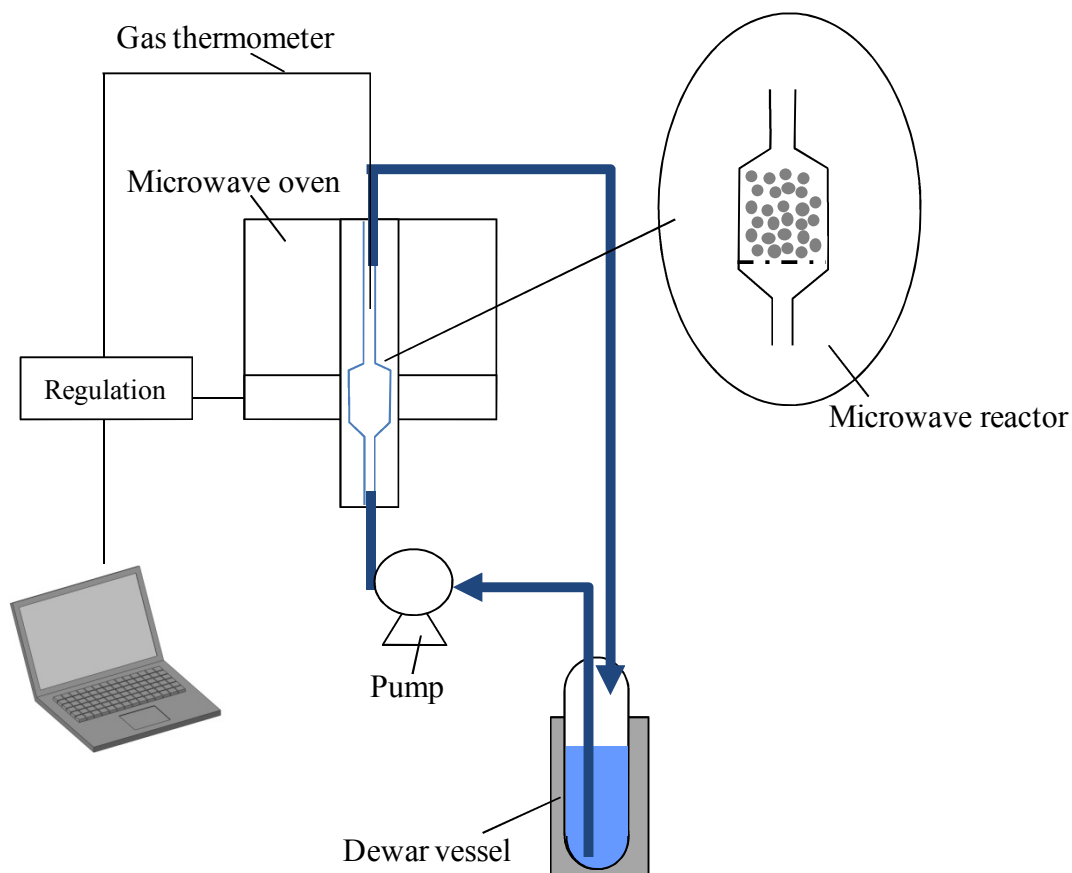 Gas thermometer
Microwave oven
Regulation
Microwave reactor
Pump
Dewar vessel